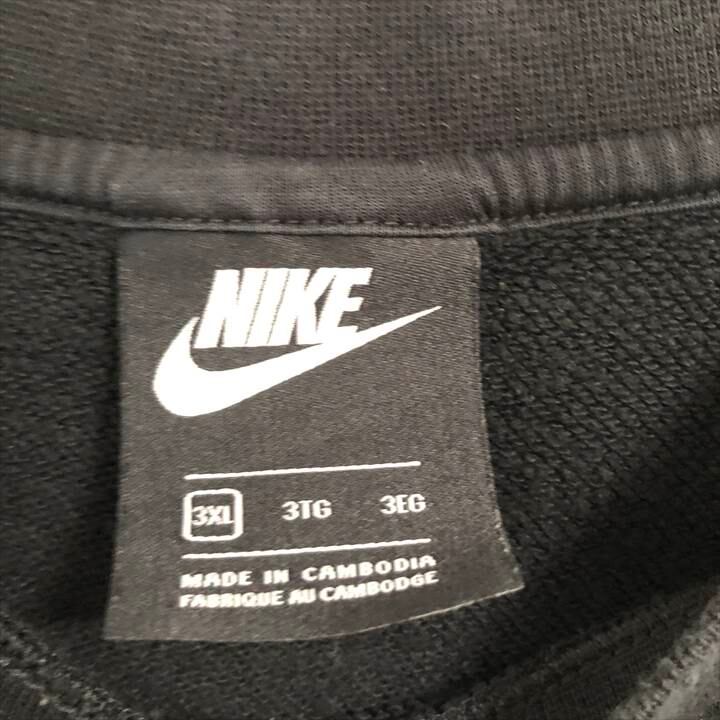 NIKE
3XL 3TG 3EG
MADE IN CAMBODIA
FABRIQUE AU CAMBODGE